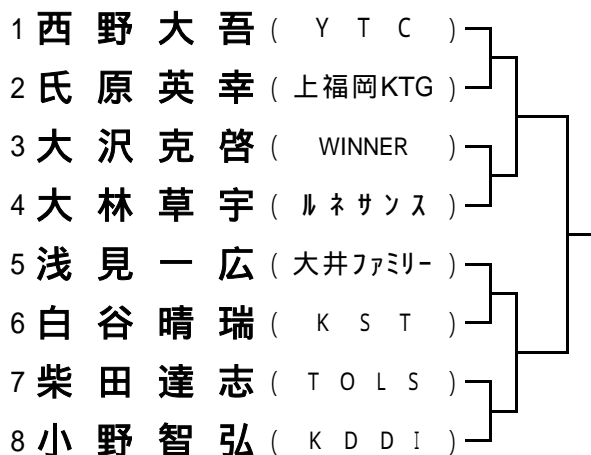 1 西 野 大 吾 ( Y T C )
2 氏 原 英 幸 ( 上福岡KTG )
3 大 沢 克 啓 ( WINNER )
4 大 林 草 宇 ( ルネサンス )
5 浅 見 一 広 ( 大井ファミリー )
6 白 谷 晴 瑞 ( K S T )
7 柴 田 達 志 ( T O L S )
8 小 野 智 弘 ( K D D I )